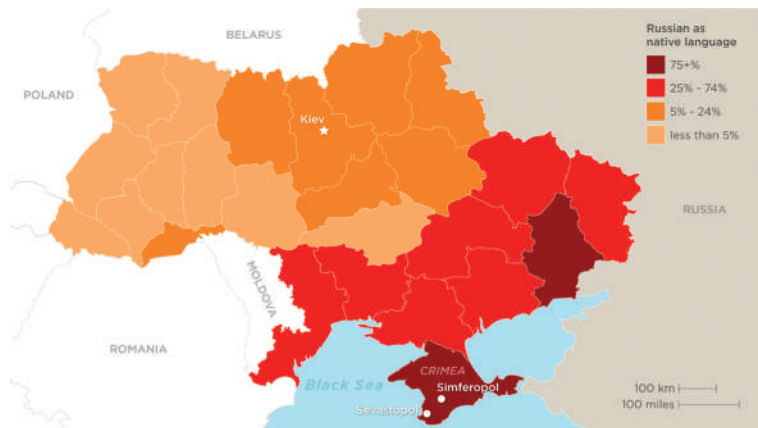 BELARUS
Russian as
native language
75+%
25% - 74%
5% - 24%
less than 5%
POLAND
Kiev
RUSSIA
MOLDOVA
ROMANIA
CRIMEA
Simferopol
Black Sea
Sevastopol
100 km
100 miles